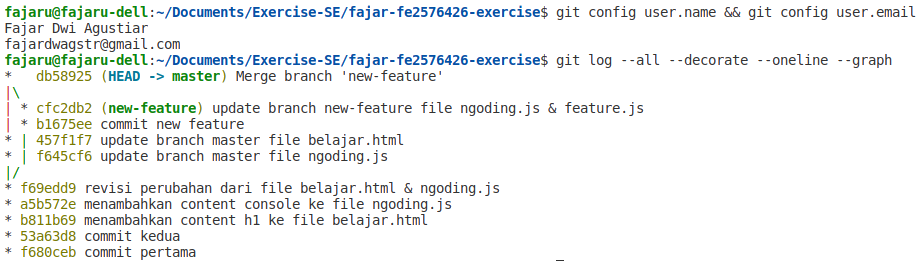 fajaru@fajaru-dell:~/Documents/Exercise-SE/fajar-fe2576426-exercise$ git config user.name && git config user.email
Fajar Dwi Agustiar
fajardwagstr@gmail.com
fajaru@fajaru-dell:~/Documents/Exercise-SE/fajar-fe2576426-exercise$ git log --all --decorate --oneline --graph
*   db58925 (HEAD -> master) Merge branch 'new-feature'
|\
| * cfc2db2 (new-feature) update branch new-feature file ngoding.js & feature.js
| * b1675ee commit new feature
* | 457f1f7 update branch master file belajar.html
* | f645cf6 update branch master file ngoding.js
|/
* f69edd9 revisi perubahan dari file belajar.html & ngoding.js
* a5b572e menambahkan content console ke file ngoding.js
* b811b69 menambahkan content h1 ke file belajar.html
* 53a63d8 commit kedua
* f680ceb commit pertama